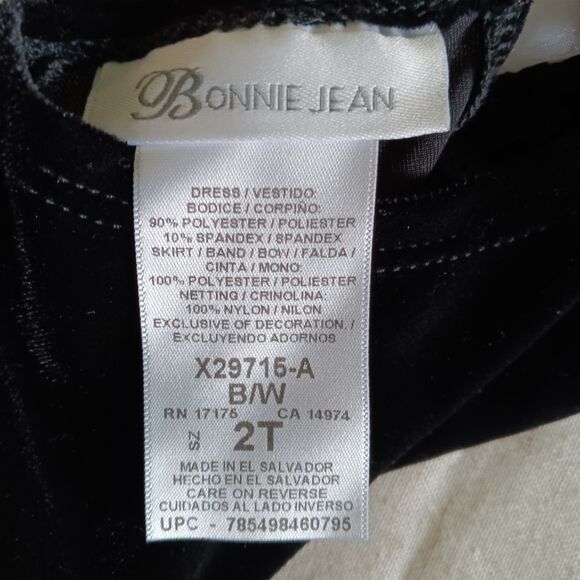 BONNIE JEAN
DRESS / VESTIDO:
BODICE / CORPIÑO:
90% POLYESTER / POLIESTER
10% SPANDEX / SPANDEX
SKIRT / BAND / BOW / FALDA /
CINTA / MONO:
100% POLYESTER / POLIESTER
NETTING / CRINOLINA:
100% NYLON / NILON
EXCLUSIVE OF DECORATION. /
EXCLUYENDO ADORNOS
X29715-A
B/W
RN 17175 CA 14974
ZS 2T
MADE IN EL SALVADOR
HECHO EN EL SALVADOR
CARE ON REVERSE
CUIDADOS AL LADO INVERSO
UPC - 785498460795